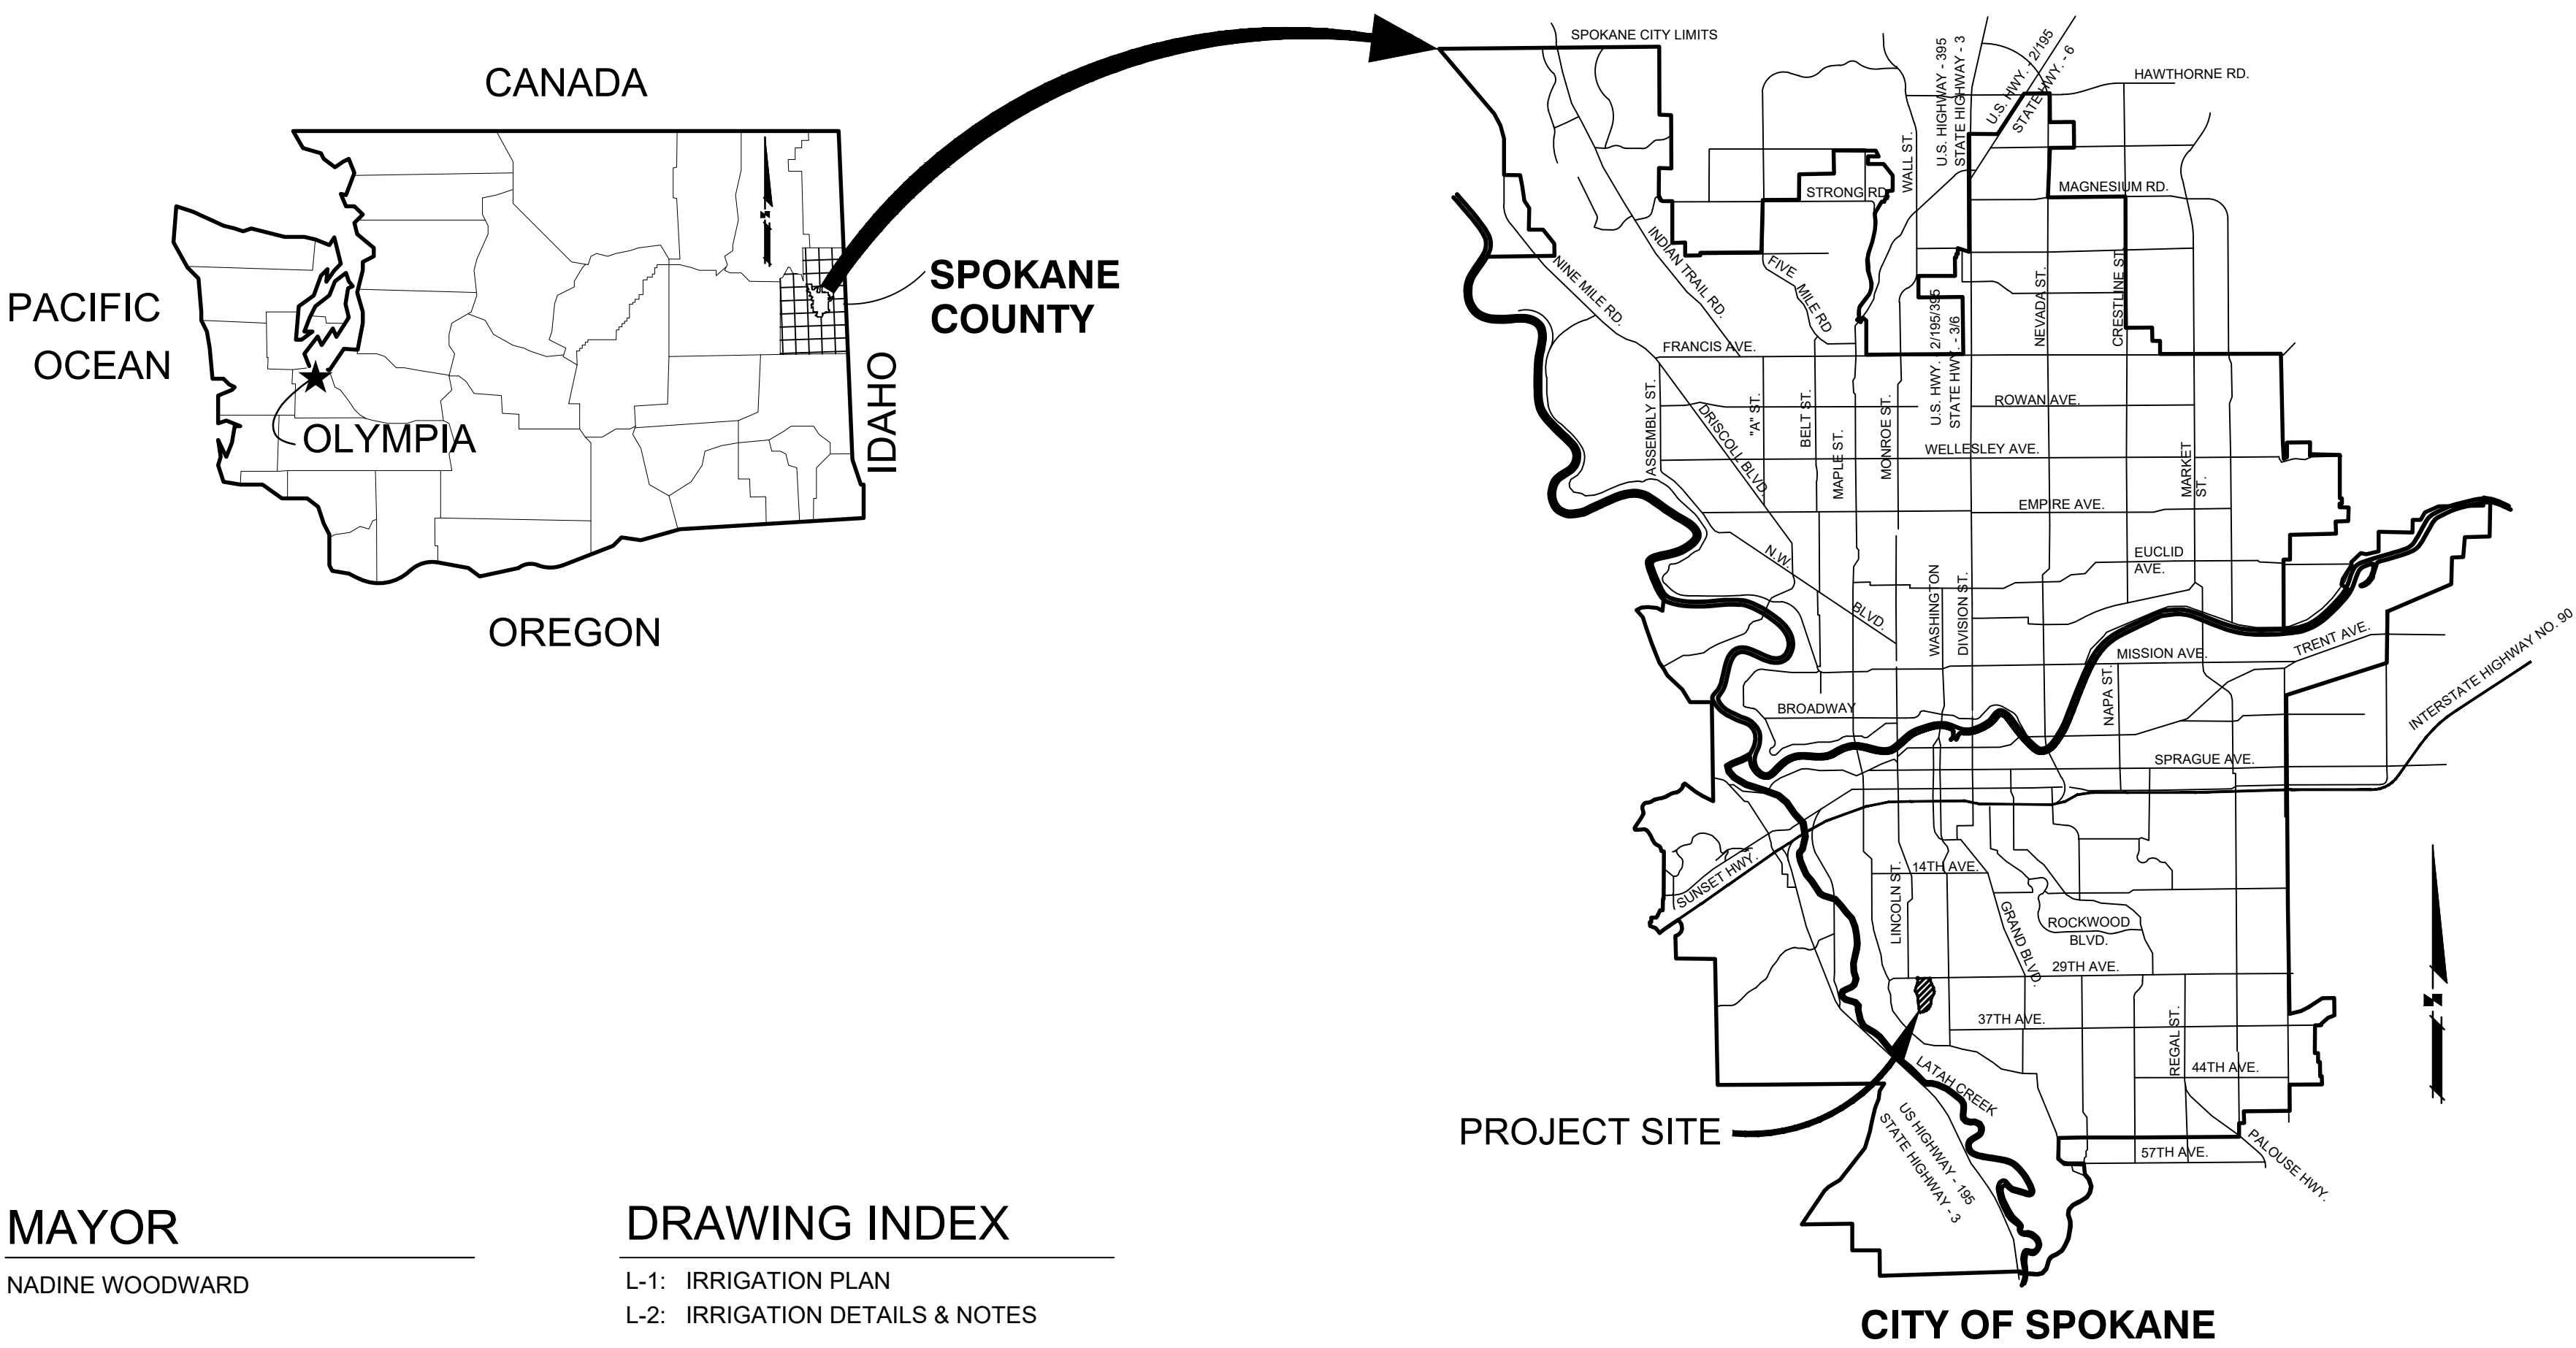 CANADA
PACIFIC
OCEAN
OLYMPIA
SPOKANE
COUNTY
IDAHO
OREGON
N
SPOKANE CITY LIMITS
HAWTHORNE RD.
U.S. HIGHWAY - 395
STATE HIGHWAY - 3
U.S. HWY. - 2/195
STATE HWY. - 6
WALL ST.
STRONG RD.
MAGNESIUM RD.
INDIAN TRAIL RD.
NINE MILE RD.
FIVE
MILE RD
NEVADA ST.
CRESTLINE ST.
FRANCIS AVE.
U.S. HWY. - 2/195/395
STATE HWY. - 3/6
ASSEMBLY ST.
DRISCOLL BLVD.
"A" ST.
BELT ST.
MAPLE ST.
MONROE ST.
ROWAN AVE.
WELLESLEY AVE.
MARKET
ST.
EMPIRE AVE.
EUCLID
AVE.
N.W.
BLVD.
WASHINGTON
DIVISION ST.
MISSION AVE.
TRENT AVE.
INTERSTATE HIGHWAY NO. 90
NAPA ST.
BROADWAY
SPRAGUE AVE.
SUNSET HWY.
LINCOLN ST.
14TH AVE.
GRAND BLVD.
ROCKWOOD
BLVD.
29TH AVE.
37TH AVE.
REGAL ST.
44TH AVE.
LATAH CREEK
US HIGHWAY - 195
STATE HIGHWAY - 3
57TH AVE.
PALOUSE HWY.
N
PROJECT SITE
CITY OF SPOKANE
MAYOR
NADINE WOODWARD
DRAWING INDEX
L-1: IRRIGATION PLAN
L-2: IRRIGATION DETAILS & NOTES